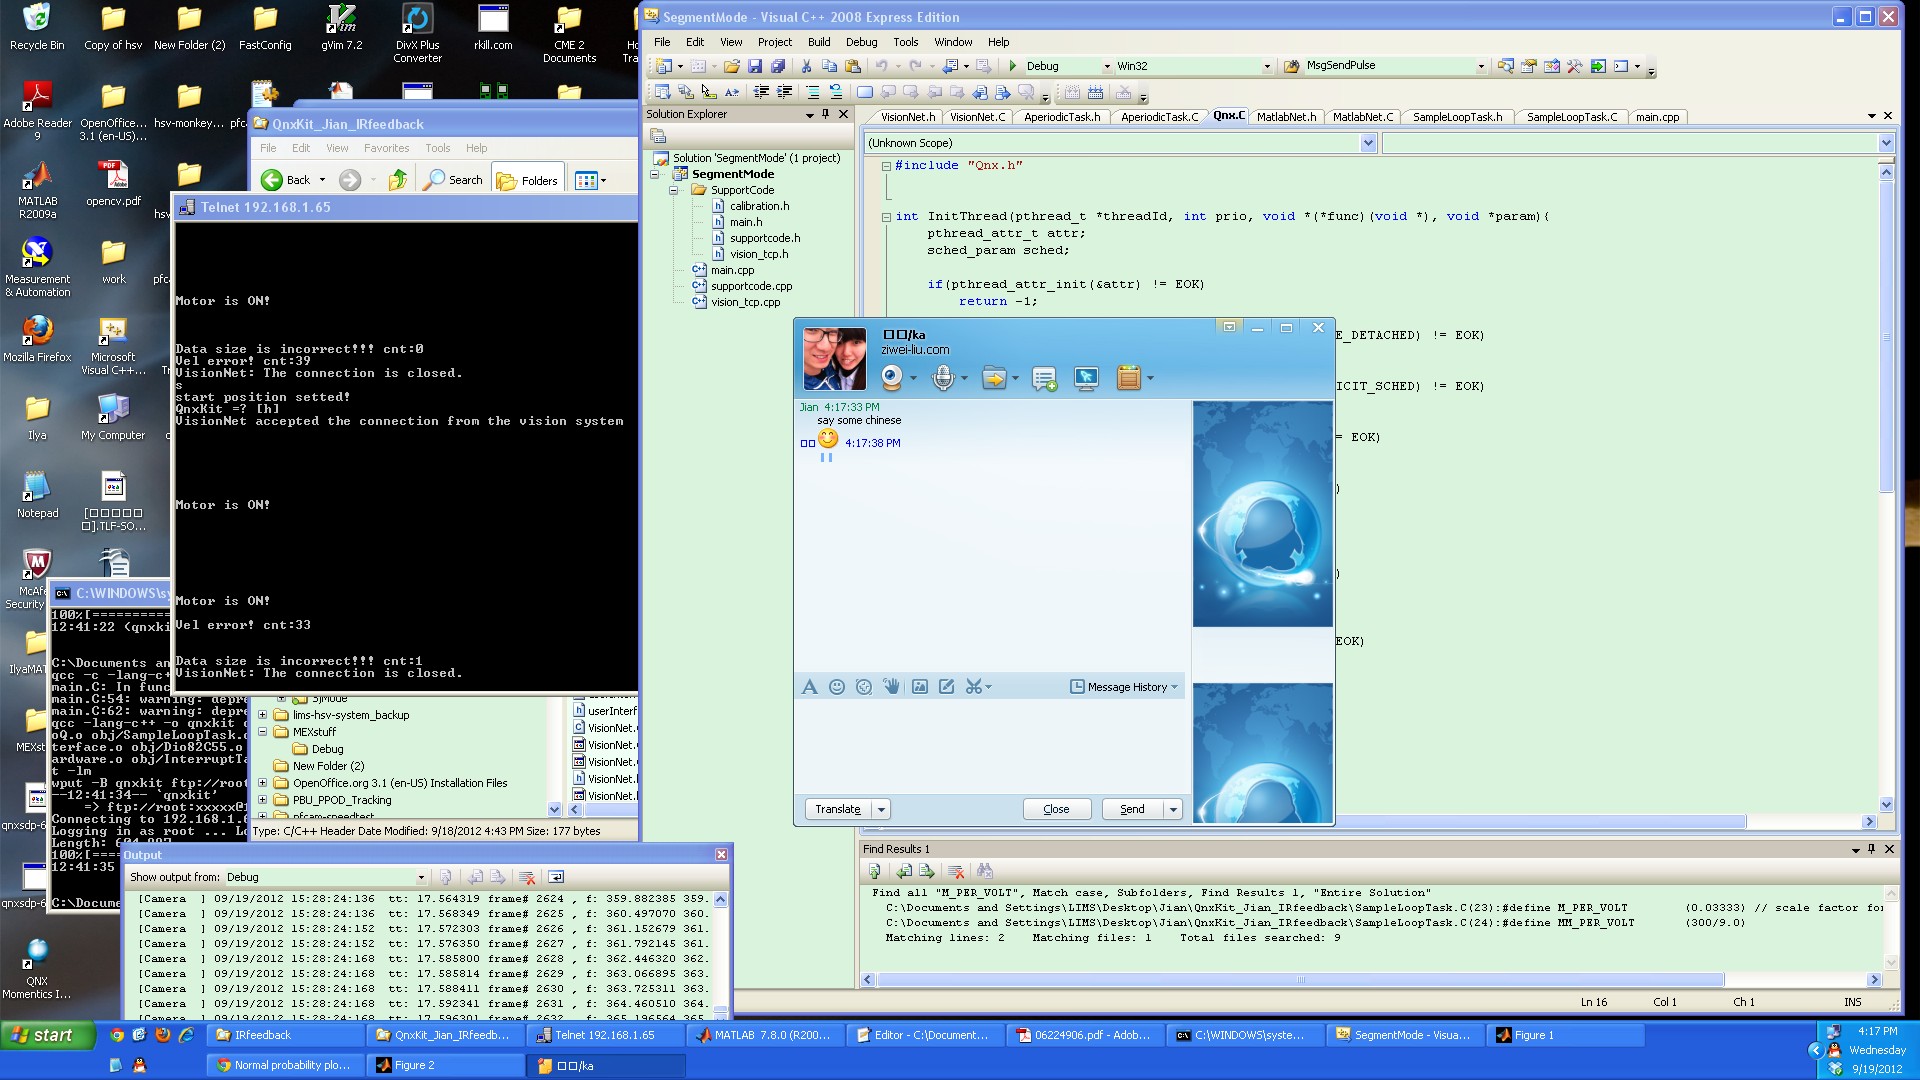 Recycle Bin
Copy of hsv
New Folder (2)
FastConfig
gVim 7.2
DivX Plus Converter
rkill.com
CME 2 Documents
Adobe Reader 9
OpenOffice... 3.1 (en-US)...
hsv-monkey...
MATLAB R2009a
opencv.pdf
Measurement & Automation
work
Mozilla Firefox
Microsoft Visual C++...
Ilya
My Computer
Notepad
[□□□□□□].TLF-SO...
QNX Momentics I...
QnxKit_Jian_IRfeedback
File Edit View Favorites Tools Help
Back Search Folders
Telnet 192.168.1.65
Motor is ON!
Data size is incorrect!!! cnt:0
Vel error! cnt:39
VisionNet: The connection is closed.
s
start position setted!
QnxKit =? [h]
VisionNet accepted the connection from the vision system
Motor is ON!
Motor is ON!
Vel error! cnt:33
Data size is incorrect!!! cnt:1
VisionNet: The connection is closed.
C:\WINDOWS\sy
100%[==========
12:41:22 (qnxki
C:\Documents an
qcc -c -lang-c+
main.C: In func
main.C:54: warning: depre
main.C:62: warning: depre
qcc -lang-c++ -o qnxkit o
oQ.o obj/SampleLoopTask.o
terface.o obj/Dio82C55.o
ardware.o obj/InterruptTa
t -lm
wput -B qnxkit ftp://root
--12:41:34-- `qnxkit'
=> ftp://root:xxxxx@1
Connecting to 192.168.1.6
Logging in as root ... Lo
12:41:35
C:\Docume
lims-hsv-system_backup
MEXstuff
Debug
New Folder (2)
OpenOffice.org 3.1 (en-US) Installation Files
PBU_PPOD_Tracking
pfcam-speedtest
userInterf
VisionNet.
VisionNet.
VisionNet.
VisionNet.
VisionNet.
Type: C/C++ Header Date Modified: 9/18/2012 4:43 PM Size: 177 bytes
Output
Show output from: Debug
[Camera ] 09/19/2012 15:28:24:136 tt: 17.564319 frame# 2624 , f: 359.882385 359.
[Camera ] 09/19/2012 15:28:24:136 tt: 17.568349 frame# 2625 , f: 360.497070 360.
[Camera ] 09/19/2012 15:28:24:152 tt: 17.572303 frame# 2626 , f: 361.152679 361.
[Camera ] 09/19/2012 15:28:24:152 tt: 17.576350 frame# 2627 , f: 361.792145 361.
[Camera ] 09/19/2012 15:28:24:168 tt: 17.585800 frame# 2628 , f: 362.446320 362.
[Camera ] 09/19/2012 15:28:24:168 tt: 17.585814 frame# 2629 , f: 363.066895 363.
[Camera ] 09/19/2012 15:28:24:168 tt: 17.588411 frame# 2630 , f: 363.725311 363.
[Camera ] 09/19/2012 15:28:24:168 tt: 17.592341 frame# 2631 , f: 364.460510 364.
[Camera ] 09/19/2012 15:28:24:168 tt: 17.596301 frame# 2632 , f: 365.196564 365.
SegmentMode - Visual C++ 2008 Express Edition
File Edit View Project Build Debug Tools Window Help
Debug Win32 MsgSendPulse
Solution Explorer
Solution 'SegmentMode' (1 project)
SegmentMode
SupportCode
calibration.h
main.h
supportcode.h
vision_tcp.h
main.cpp
supportcode.cpp
vision_tcp.cpp
VisionNet.h VisionNet.C AperiodicTask.h AperiodicTask.C Qnx.C MatlabNet.h MatlabNet.C SampleLoopTask.h SampleLoopTask.C main.cpp
(Unknown Scope)
#include "Qnx.h"
int InitThread(pthread_t *threadId, int prio, void *(*func)(void *), void *param){
pthread_attr_t attr;
sched_param sched;
if(pthread_attr_init(&attr) != EOK)
return -1;
E_DETACHED) != EOK)
ICIT_SCHED) != EOK)
= EOK)
)
)
EOK)
□□/ka
ziwei-liu.com
Jian 4:17:33 PM
say some chinese
□□ 4:17:38 PM
Message History
Translate Close Send
Find Results 1
Find all "M_PER_VOLT", Match case, Subfolders, Find Results 1, "Entire Solution"
C:\Documents and Settings\LIMS\Desktop\Jian\QnxKit_Jian_IRfeedback\SampleLoopTask.C(23):#define M_PER_VOLT (0.03333) // scale factor for
C:\Documents and Settings\LIMS\Desktop\Jian\QnxKit_Jian_IRfeedback\SampleLoopTask.C(24):#define MM_PER_VOLT (300/9.0)
Matching lines: 2 Matching files: 1 Total files searched: 9
Ln 16 Col 1 Ch 1 INS
start
IRfeedback
QnxKit_Jian_IRfeedb...
Telnet 192.168.1.65
MATLAB 7.8.0 (R200...
Editor - C:\Document...
06224906.pdf - Adob...
C:\WINDOWS\syste...
SegmentMode - Visua...
Figure 1
Normal probability plo...
Figure 2
□□/ka
4:17 PM
Wednesday
9/19/2012